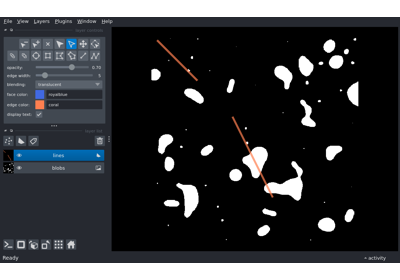 File View Layers Plugins Window Help
opacity: 0.70
edge width: 5
blending: translucent
face color: royalblue
edge color: coral
display text:
lines
blobs
Ready
activity